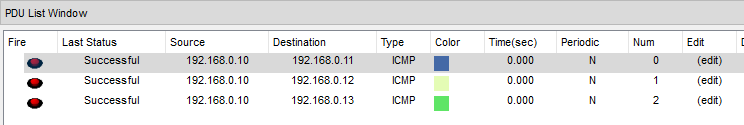 PDU List Window
Fire Last Status Source Destination Type Color Time(sec) Periodic Num Edit
Successful 192.168.0.10 192.168.0.11 ICMP 0.000 N 0 (edit)
Successful 192.168.0.10 192.168.0.12 ICMP 0.000 N 1 (edit)
Successful 192.168.0.10 192.168.0.13 ICMP 0.000 N 2 (edit)